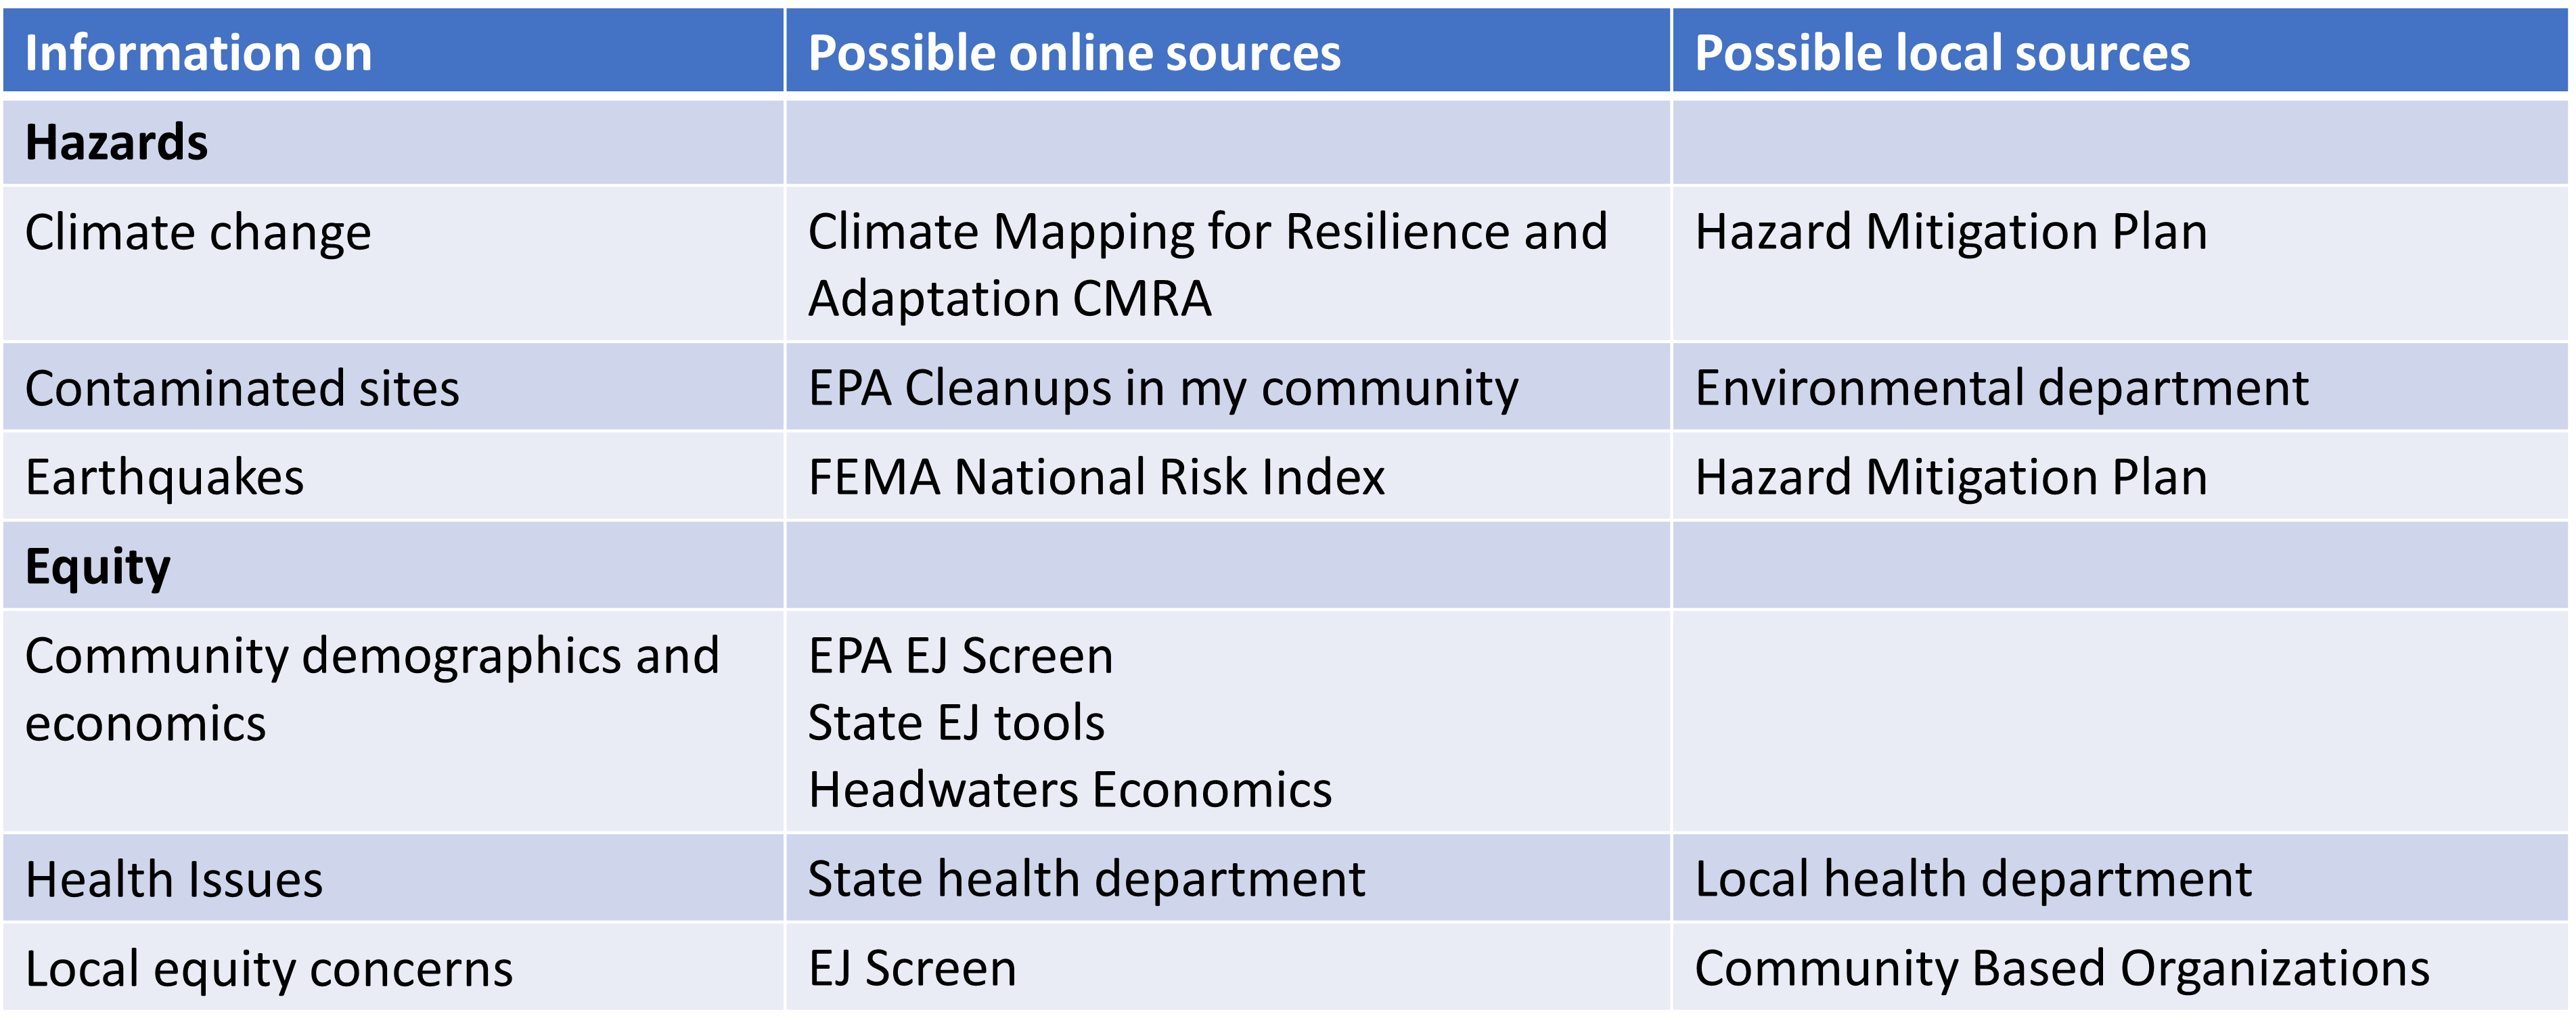 Information on
Possible online sources
Possible local sources
Hazards
Climate change
Climate Mapping for Resilience and
Adaptation CMRA
Hazard Mitigation Plan
Contaminated sites
EPA Cleanups in my community
Environmental department
Earthquakes
FEMA National Risk Index
Hazard Mitigation Plan
Equity
Community demographics and
economics
EPA EJ Screen
State EJ tools
Headwaters Economics
Health Issues
State health department
Local health department
Local equity concerns
EJ Screen
Community Based Organizations